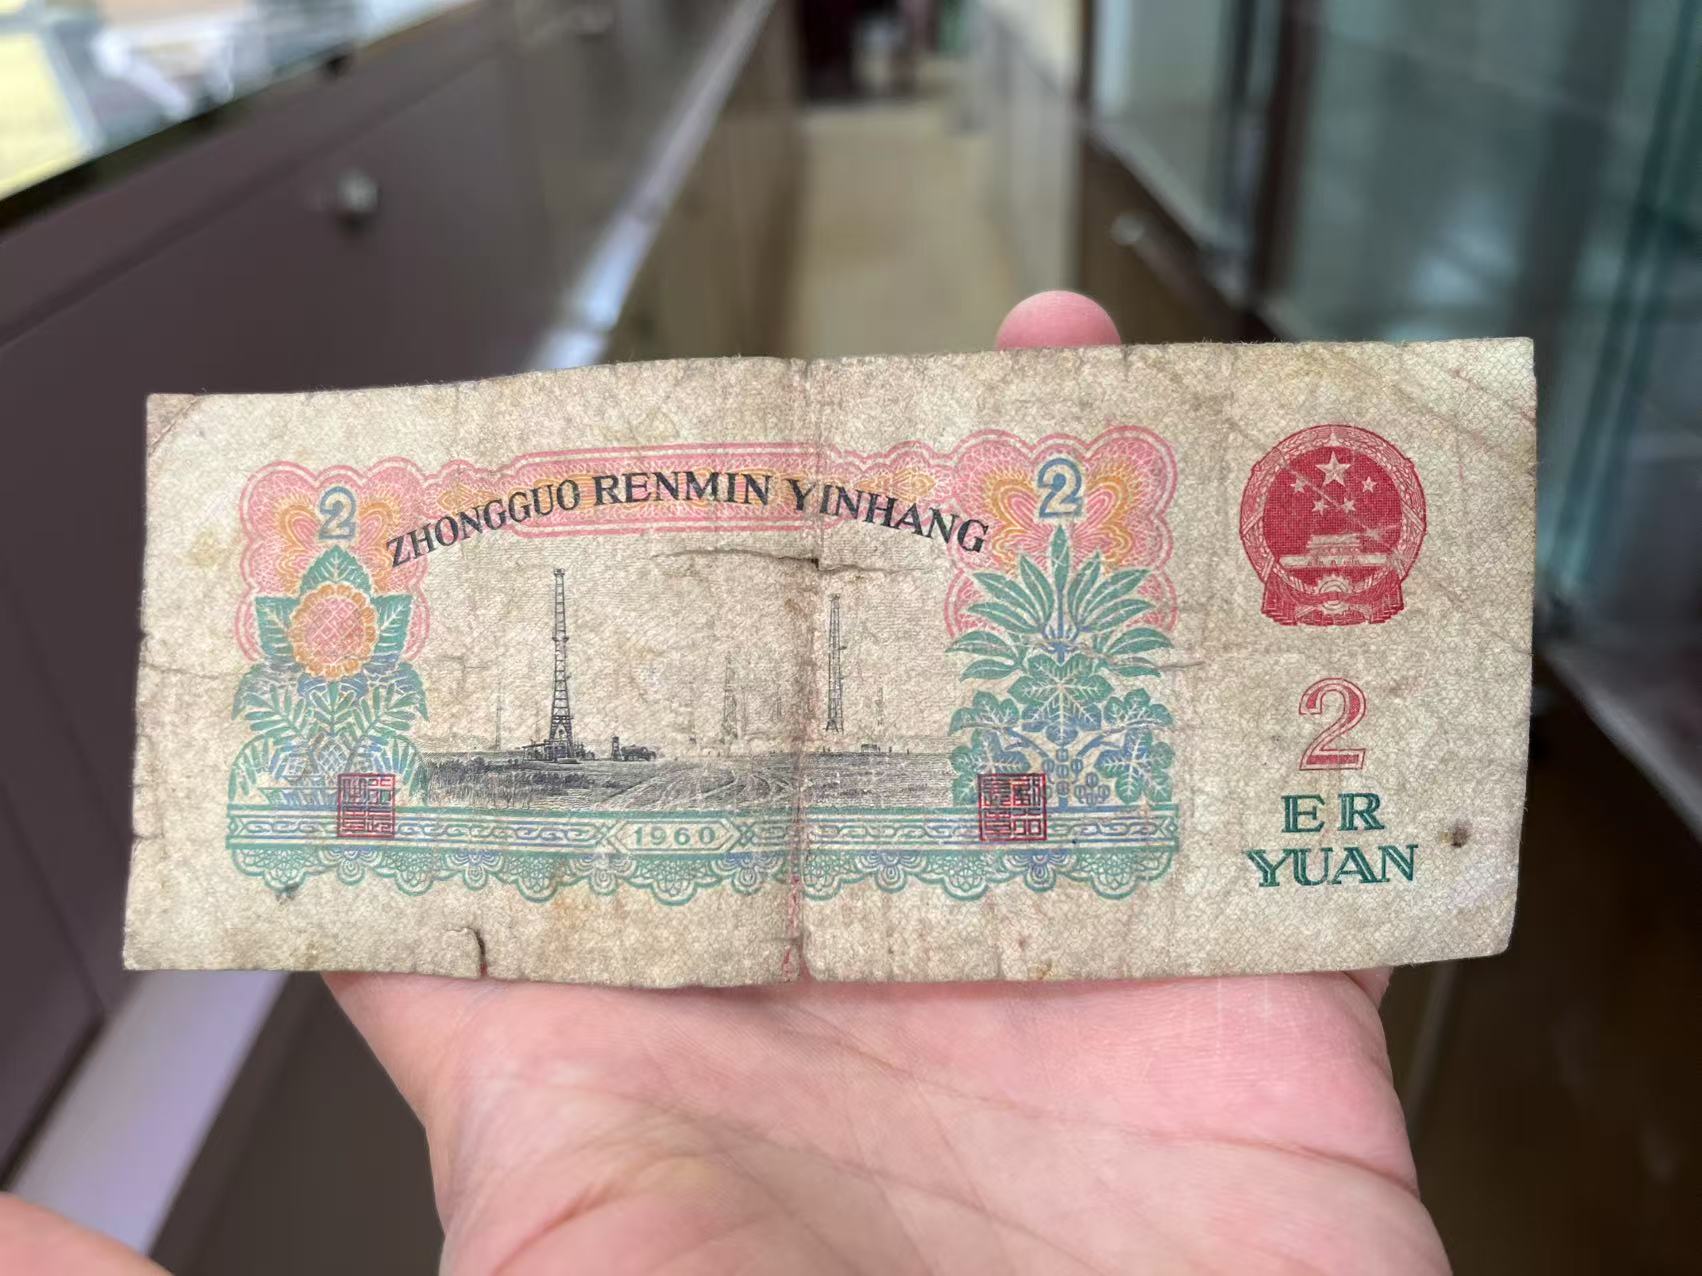 2
2
ZHONGGUO RENMIN YINHANG
2
ER
YUAN
1960